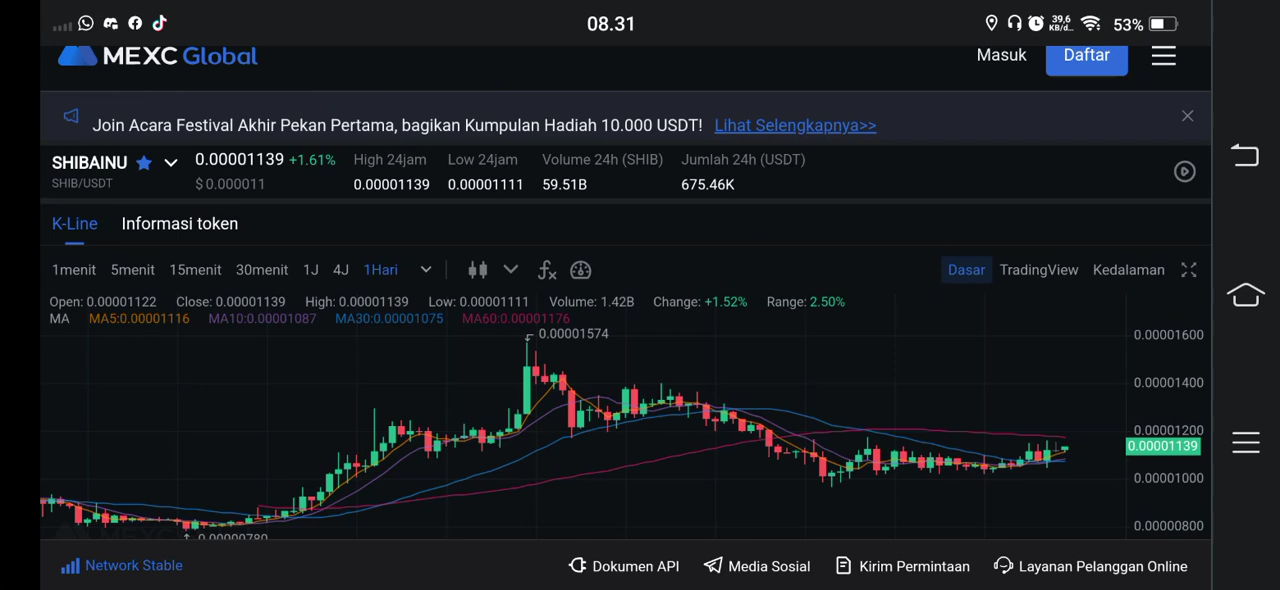 08.31
39,6
KB/d...
53%
MEXC Global
Masuk
Daftar
Join Acara Festival Akhir Pekan Pertama, bagikan Kumpulan Hadiah 10.000 USDT! Lihat Selengkapnya>>
SHIBAINU 0.00001139 +1.61% High 24jam Low 24jam Volume 24h (SHIB) Jumlah 24h (USDT)
SHIB/USDT $ 0.000011 0.00001139 0.00001111 59.51B 675.46K
K-Line Informasi token
1menit 5menit 15menit 30menit 1J 4J 1Hari Dasar TradingView Kedalaman
Open: 0.00001122 Close: 0.00001139 High: 0.00001139 Low: 0.00001111 Volume: 1.42B Change: +1.52% Range: 2.50%
MA MA5:0.00001116 MA10:0.00001087 MA30:0.00001075 MA60:0.00001176
0.00001574
0.00001600
0.00001400
0.00001200
0.00001139
0.00001000
0.00000800
0.00000780
Network Stable Dokumen API Media Sosial Kirim Permintaan Layanan Pelanggan Online